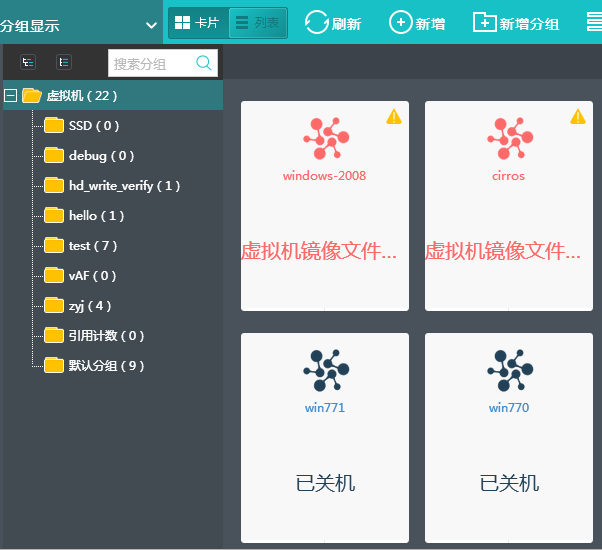 分组显示
卡片
列表
刷新
新增
新增分组
搜索分组
虚拟机 ( 22 )
SSD ( 0 )
debug ( 0 )
hd_write_verify ( 1 )
hello ( 1 )
test ( 7 )
vAF ( 0 )
zyj ( 4 )
引用计数 ( 0 )
默认分组 ( 9 )
windows-2008
虚拟机镜像文件...
cirros
虚拟机镜像文件...
win771
已关机
win770
已关机